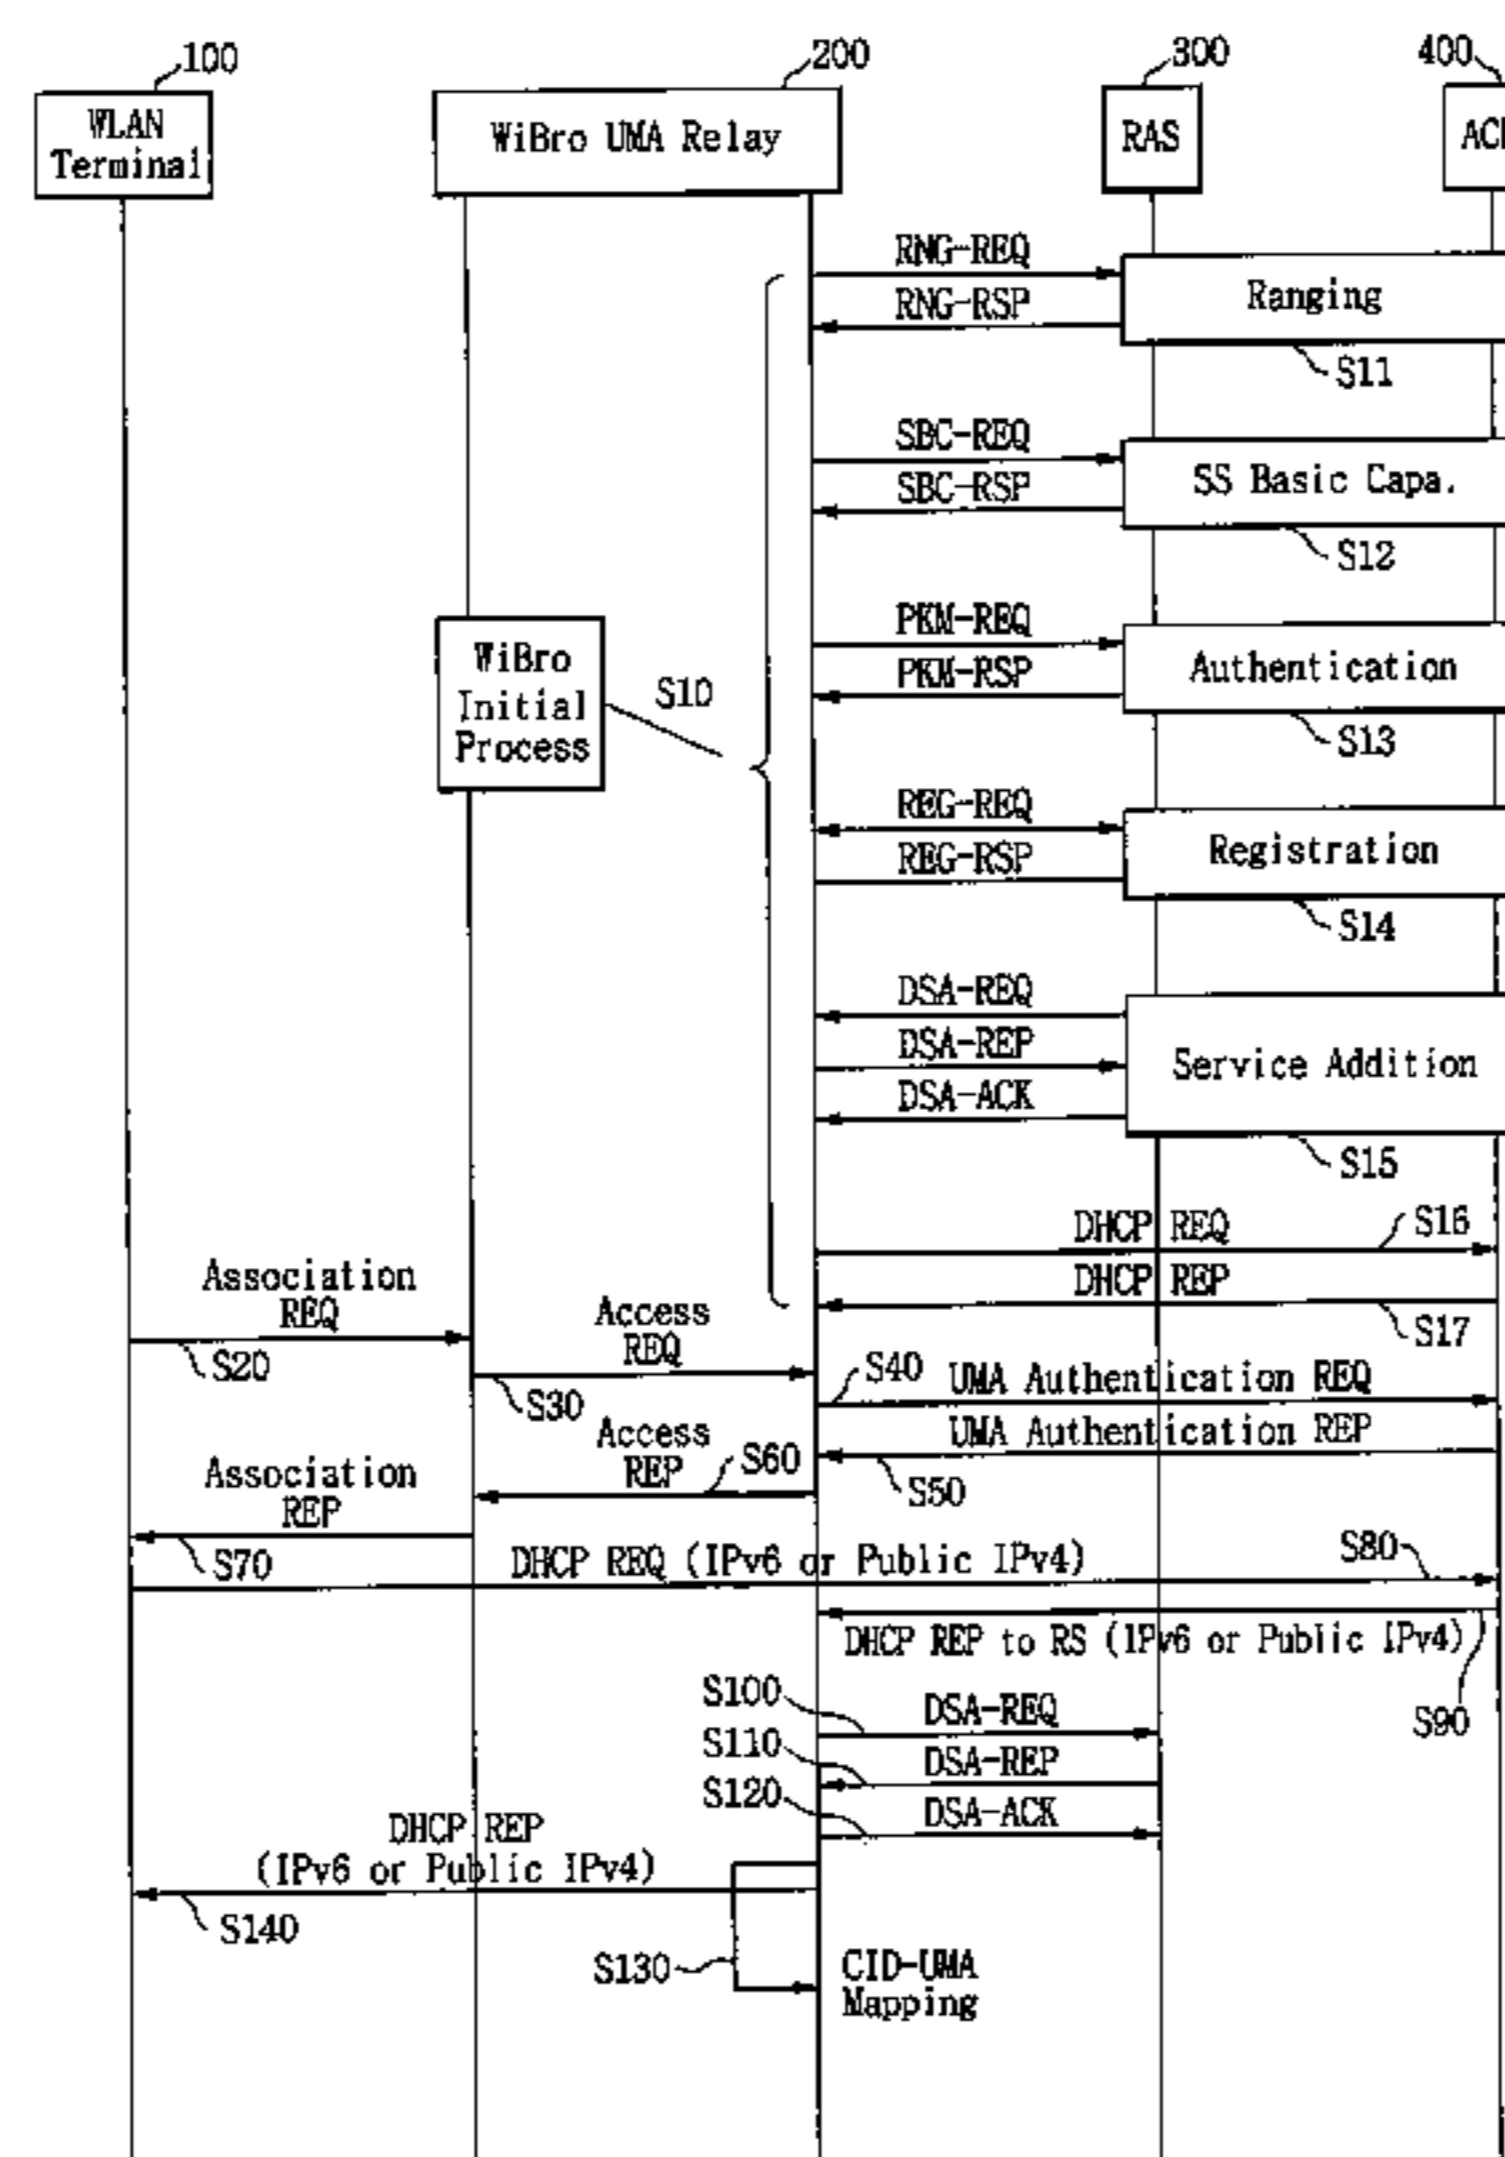 100
200
300
400
WLAN
Terminal
WiBro UMA Relay
RAS
RNG-REQ
RNG-RSP
Ranging
S11
SBC-REQ
SBC-RSP
SS Basic Capa.
S12
WiBro
Initial
Process
S10
PKM-REQ
PKM-RSP
Authentication
S13
REG-REQ
REG-RSP
Registration
S14
DSA-REQ
DSA-REP
DSA-ACK
Service Addition
S15
DHCP REQ
S16
DHCP REP
S17
Association
REQ
S20
Access
REQ
S30
S40
UMA Authentication REQ
UMA Authentication REP
S50
Access
REP
S60
Association
REP
S70
DHCP REQ (IPv6 or Public IPv4)
S80
DHCP REP to RS (IPv6 or Public IPv4)
S90
S100
DSA-REQ
S110
DSA-REP
S120
DSA-ACK
DHCP REP
(IPv6 or Public IPv4)
S140
S130
CID-UMA
Mapping